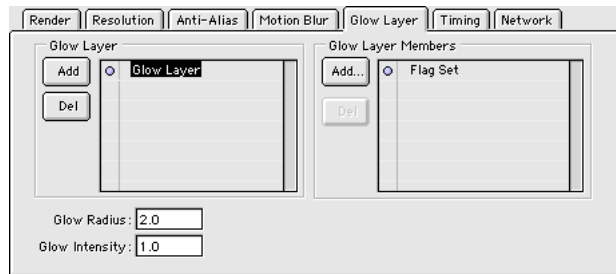 Render Resolution Anti-Alias Motion Blur Glow Layer Timing Network
Glow Layer
Add
Del
Glow Layer
Glow Layer Members
Add...
Del
Flag Set
Glow Radius: 2.0
Glow Intensity: 1.0